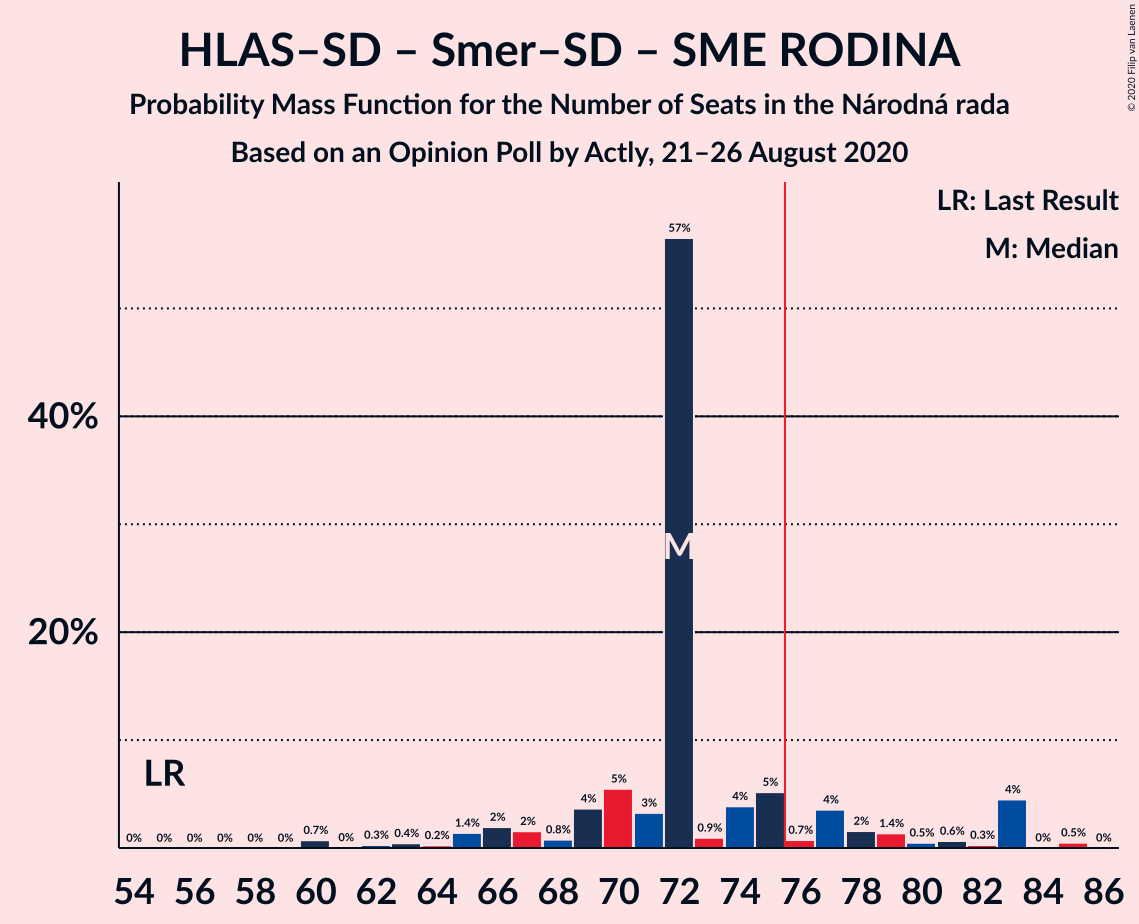 HLAS–SD – Smer–SD – SME RODINA
Probability Mass Function for the Number of Seats in the Národná rada
Based on an Opinion Poll by Actly, 21–26 August 2020
© 2020 Filip van Laenen
LR: Last Result
M: Median
40%
20%
LR
M
0% 0% 0% 0% 0% 0% 0.7% 0% 0.3% 0.4% 0.2% 1.4% 2% 2% 0.8% 4% 5% 3% 57% 0.9% 4% 5% 0.7% 4% 2% 1.4% 0.5% 0.6% 0.3% 4% 0% 0.5% 0%
54 56 58 60 62 64 66 68 70 72 74 76 78 80 82 84 86